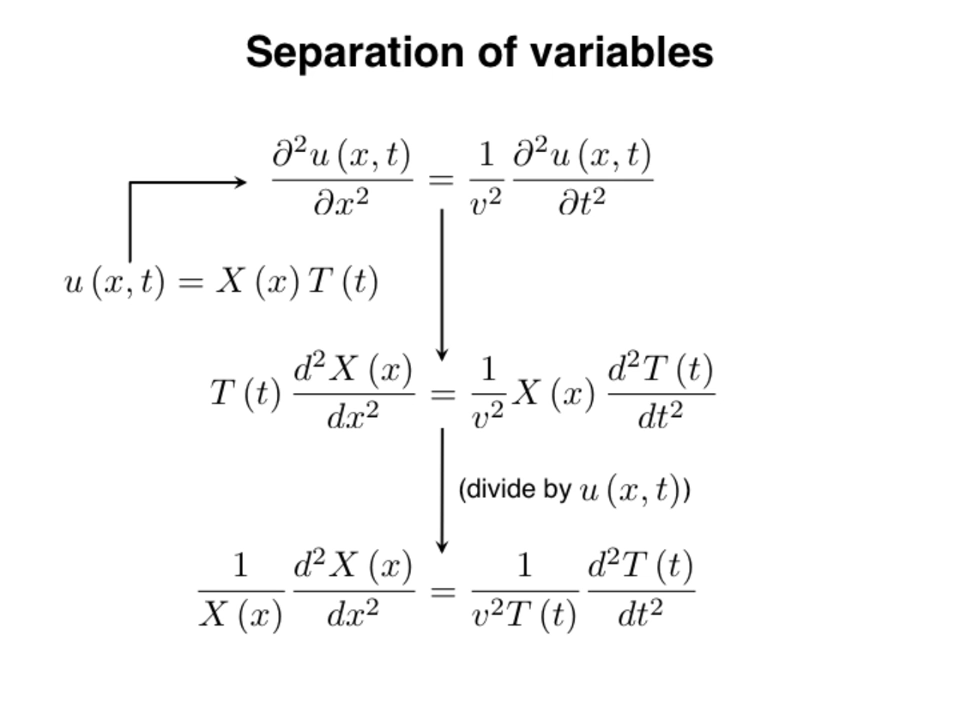 Separation of variables
∂²u (x, t) / ∂x² = 1 / v² ∂²u (x, t) / ∂t²
u (x, t) = X (x) T (t)
T (t) d²X (x) / dx² = 1 / v² X (x) d²T (t) / dt²
(divide by u (x, t))
1 / X (x) d²X (x) / dx² = 1 / v²T (t) d²T (t) / dt²